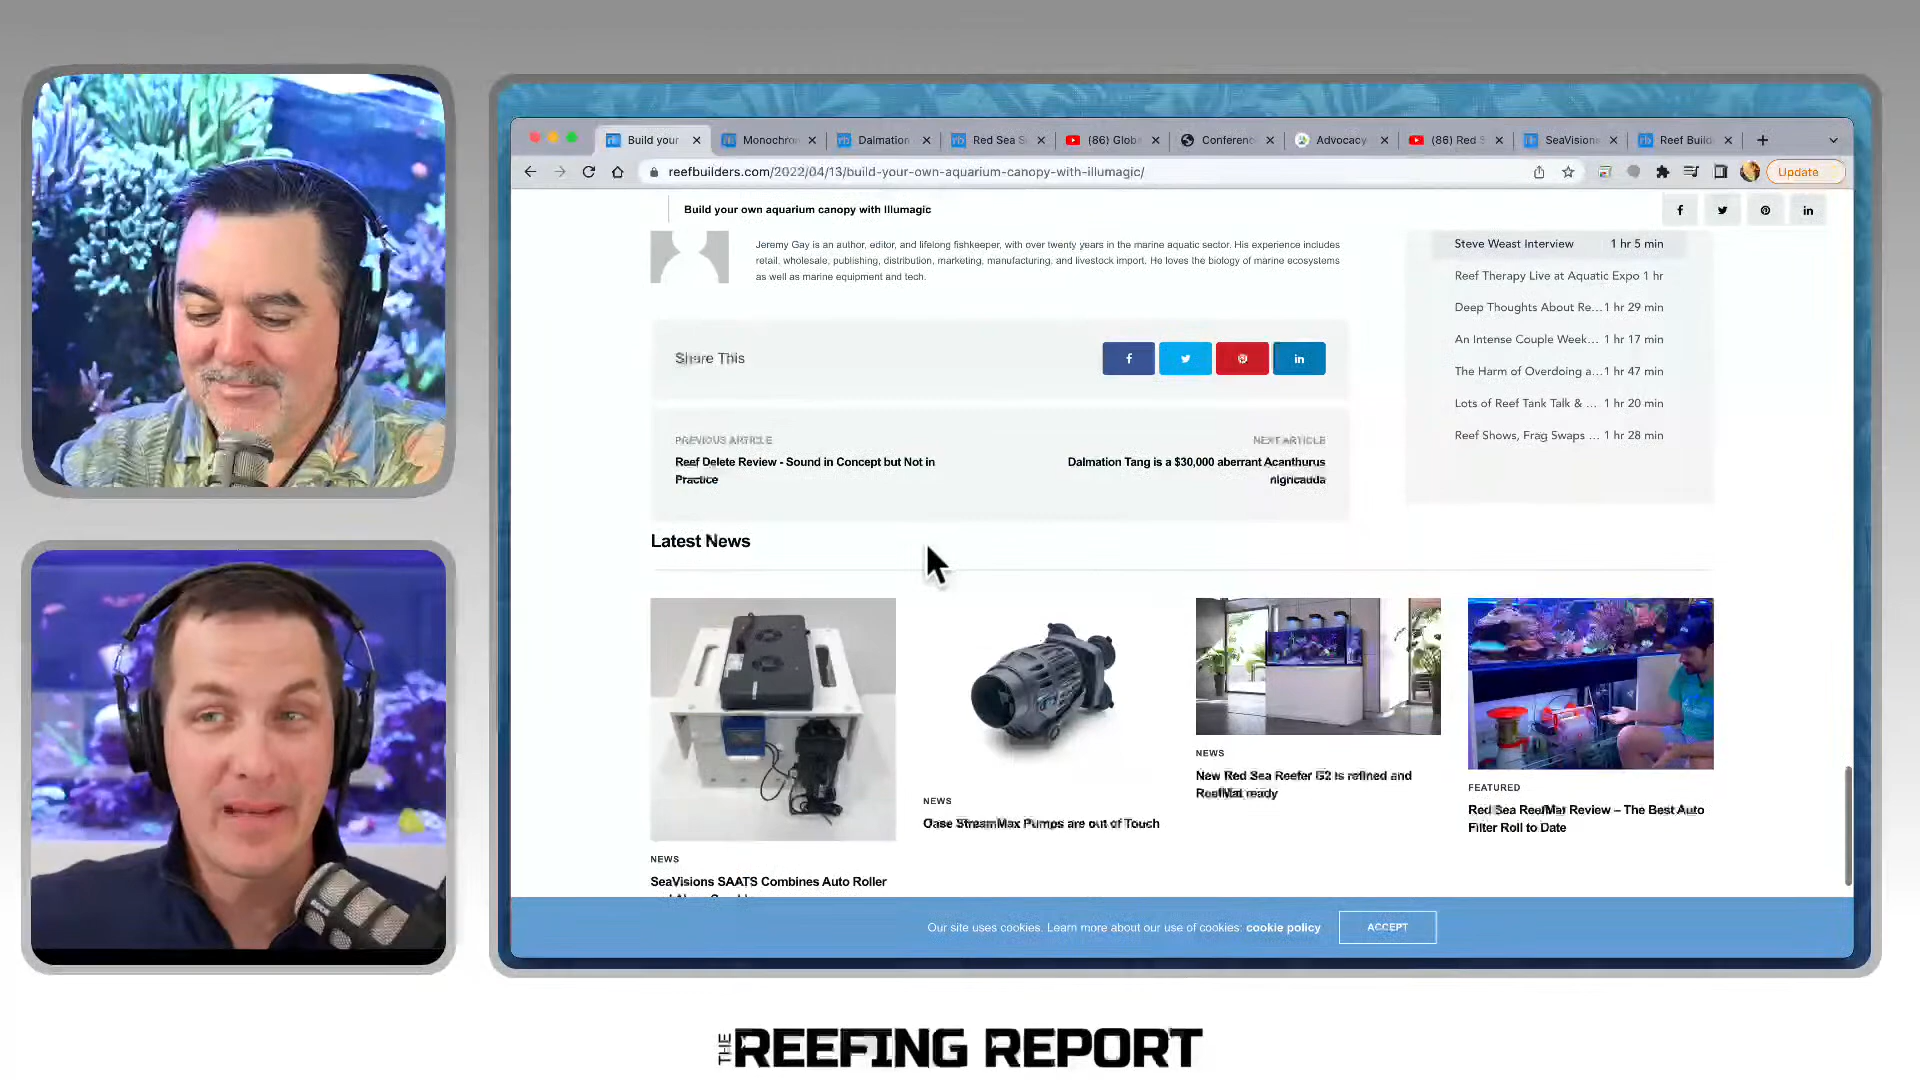 Build your
Monochro
Dalmation
Red Sea S
(86) Globa
Conferenc
Advocacy
(86) Red S
SeaVisions
Reef Build
reefbuilders.com/2022/04/13/build-your-own-aquarium-canopy-with-illumagic/
Update
Build your own aquarium canopy with Illumagic
Jeremy Gay is an author, editor, and lifelong fishkeeper, with over twenty years in the marine aquatic sector. His experience includes
retail, wholesale, publishing, distribution, marketing, manufacturing, and livestock import. He loves the biology of marine ecosystems
as well as marine equipment and tech.
Steve Weast Interview 1 hr 5 min
Reef Therapy Live at Aquatic Expo 1 hr
Deep Thoughts About Re... 1 hr 29 min
An Intense Couple Week... 1 hr 17 min
The Harm of Overdoing a... 1 hr 47 min
Lots of Reef Tank Talk & ... 1 hr 20 min
Reef Shows, Frag Swaps ... 1 hr 28 min
Share This
PREVIOUS ARTICLE
Reef Delete Review - Sound in Concept but Not in
Practice
NEXT ARTICLE
Dalmation Tang is a $30,000 aberrant Acanthurus
nigricauda
Latest News
NEWS
SeaVisions SAATS Combines Auto Roller
NEWS
Oase StreamMax Pumps are out of Touch
NEWS
New Red Sea Reefer G2 is refined and
ReefMat ready
FEATURED
Red Sea ReefMat Review – The Best Auto
Filter Roll to Date
Our site uses cookies. Learn more about our use of cookies: cookie policy
ACCEPT
THE REEFING REPORT